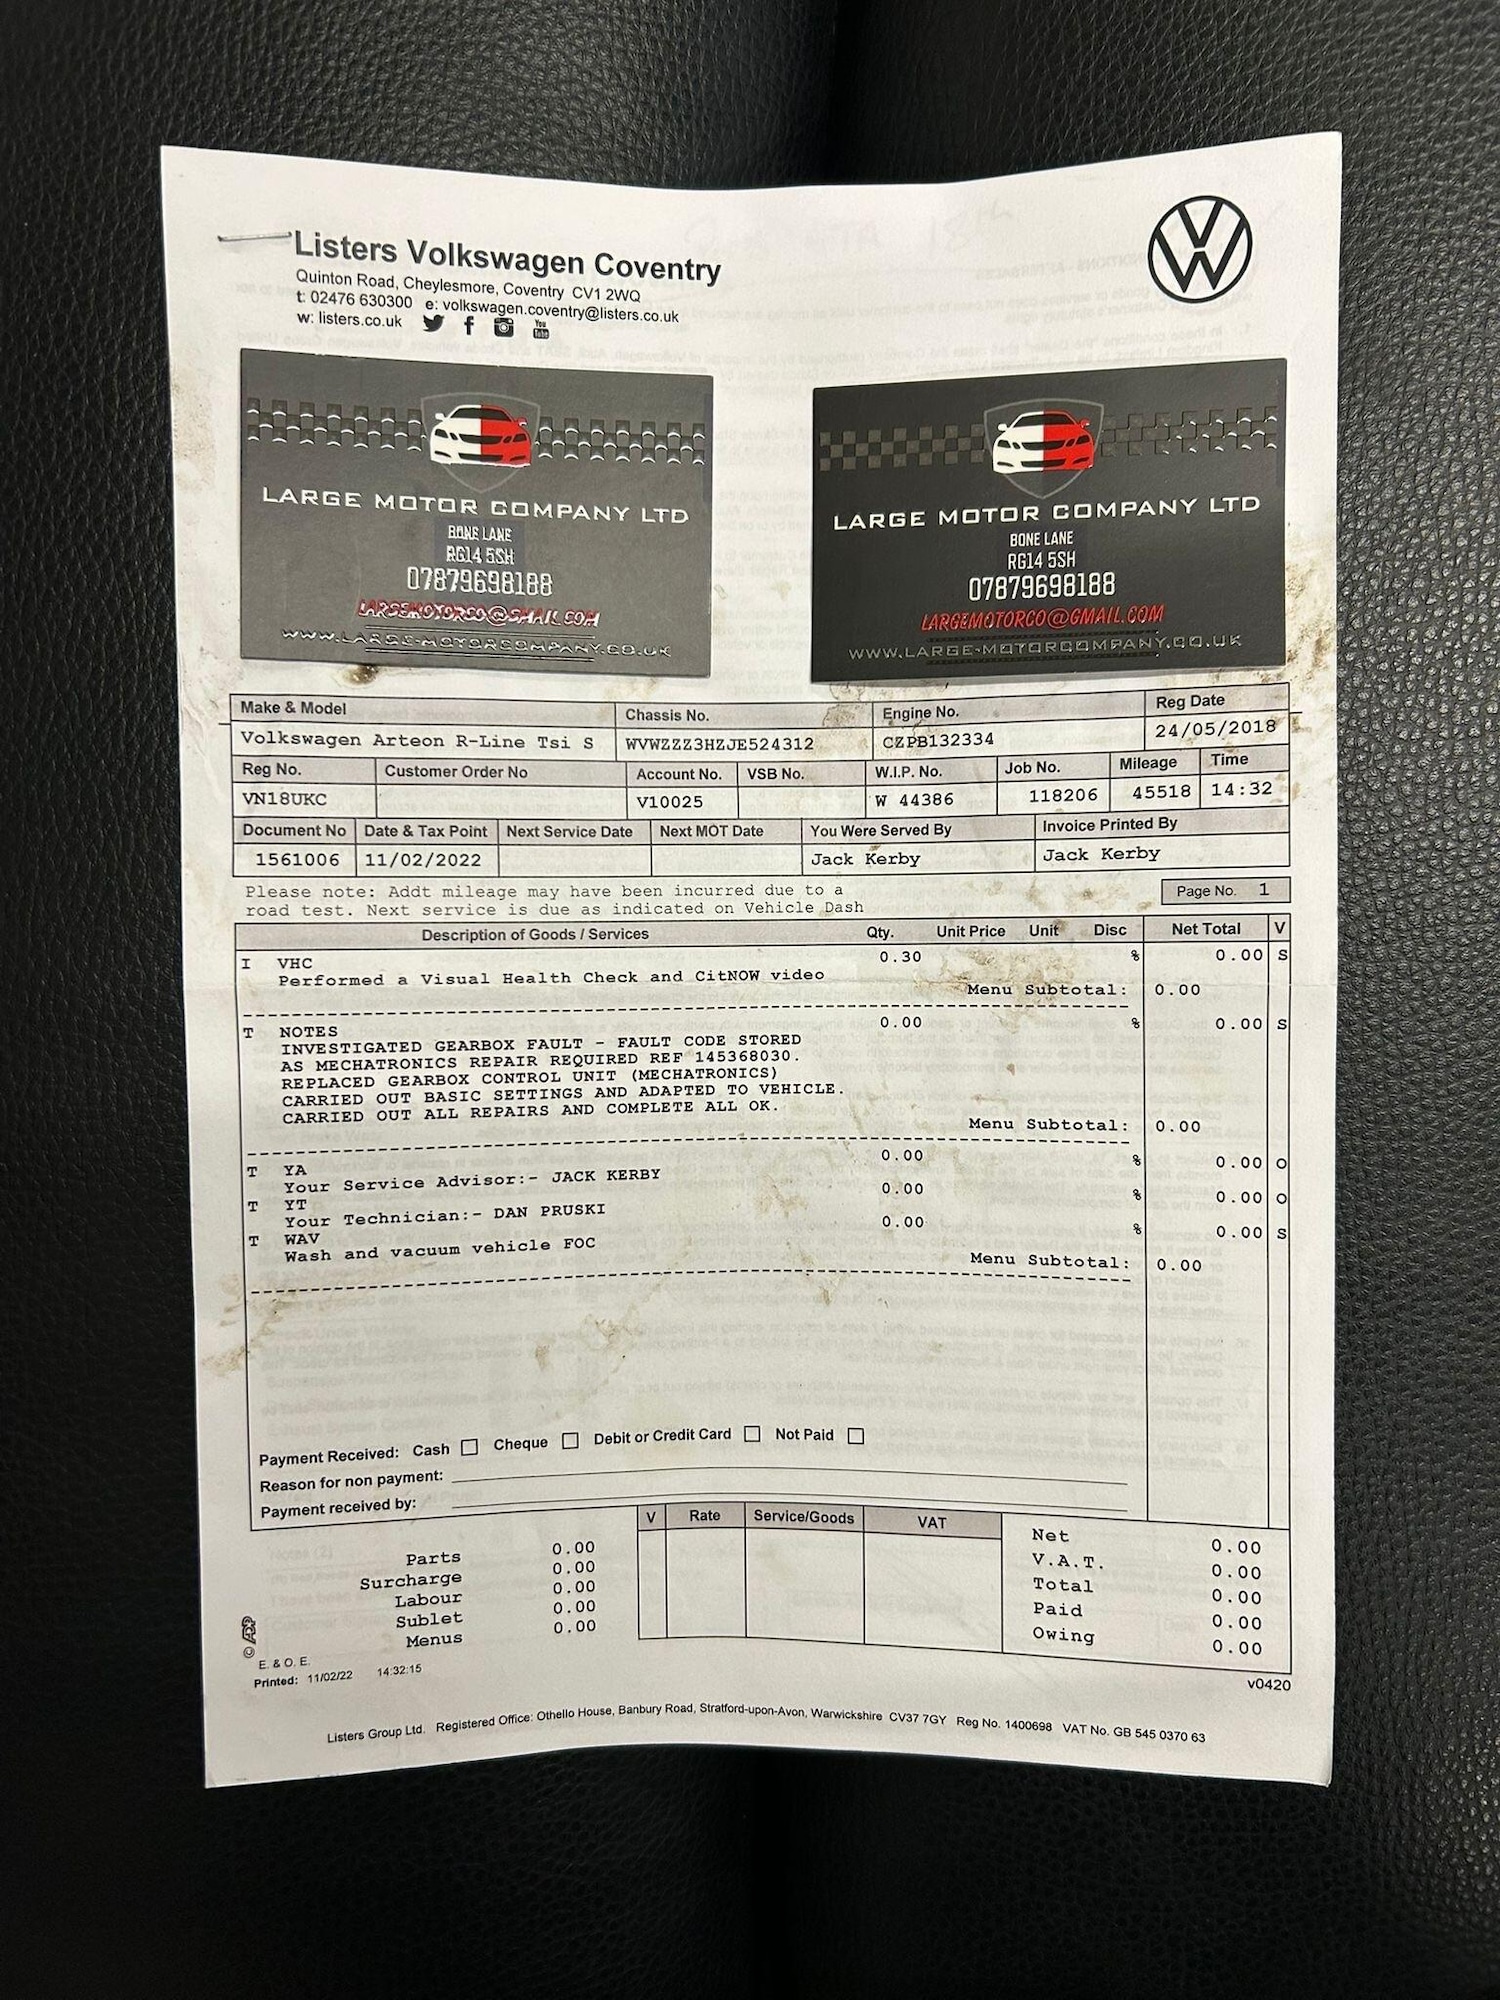 Listers Volkswagen Coventry
Quinton Road, Cheylesmore, Coventry CV1 2WQ
t: 02476 630300 e: volkswagen.coventry@listers.co.uk
w: listers.co.uk
You Tube
LARGE MOTOR COMPANY LTD
BONE LANE
RG14 5SH
07879698188
LARGEMOTORCO@GMAIL.COM
WWW.LARGE-MOTORCOMPANY.CO.UK
LARGE MOTOR COMPANY LTD
BONE LANE
RG14 5SH
07879698188
LARGEMOTORCO@GMAIL.COM
WWW.LARGE-MOTORCOMPANY.CO.UK
Make & Model Chassis No. Engine No. Reg Date
Volkswagen Arteon R-Line Tsi S WVWZZZ3HZJE524312 CZPB132334 24/05/2018
Reg No. Customer Order No Account No. VSB No. W.I.P. No. Job No. Mileage Time
VN18UKC V10025 W 44386 118206 45518 14:32
Document No Date & Tax Point Next Service Date Next MOT Date You Were Served By Invoice Printed By
1561006 11/02/2022 Jack Kerby Jack Kerby
Please note: Addt mileage may have been incurred due to a
road test. Next service is due as indicated on Vehicle Dash
Page No. 1
Description of Goods / Services Qty. Unit Price Unit Disc Net Total V
I VHC 0.30 % 0.00 S
Performed a Visual Health Check and CitNOW video
Menu Subtotal: 0.00
T NOTES 0.00 % 0.00 S
INVESTIGATED GEARBOX FAULT - FAULT CODE STORED
AS MECHATRONICS REPAIR REQUIRED REF 145368030.
REPLACED GEARBOX CONTROL UNIT (MECHATRONICS)
CARRIED OUT BASIC SETTINGS AND ADAPTED TO VEHICLE.
CARRIED OUT ALL REPAIRS AND COMPLETE ALL OK.
Menu Subtotal: 0.00
T YA 0.00 % 0.00 O
Your Service Advisor:- JACK KERBY
T YT 0.00 % 0.00 O
Your Technician:- DAN PRUSKI
T WAV 0.00 % 0.00 S
Wash and vacuum vehicle FOC
Menu Subtotal: 0.00
Payment Received: Cash Cheque Debit or Credit Card Not Paid
Reason for non payment:
Payment received by:
V Rate Service/Goods VAT
Parts 0.00
Surcharge 0.00
Labour 0.00
Sublet 0.00
Menus 0.00
Net 0.00
V.A.T. 0.00
Total 0.00
Paid 0.00
Owing 0.00
© ADP
E. & O. E.
Printed: 11/02/22 14:32:15
v0420
Listers Group Ltd. Registered Office: Othello House, Banbury Road, Stratford-upon-Avon, Warwickshire CV37 7GY Reg No. 1400698 VAT No. GB 545 0370 63